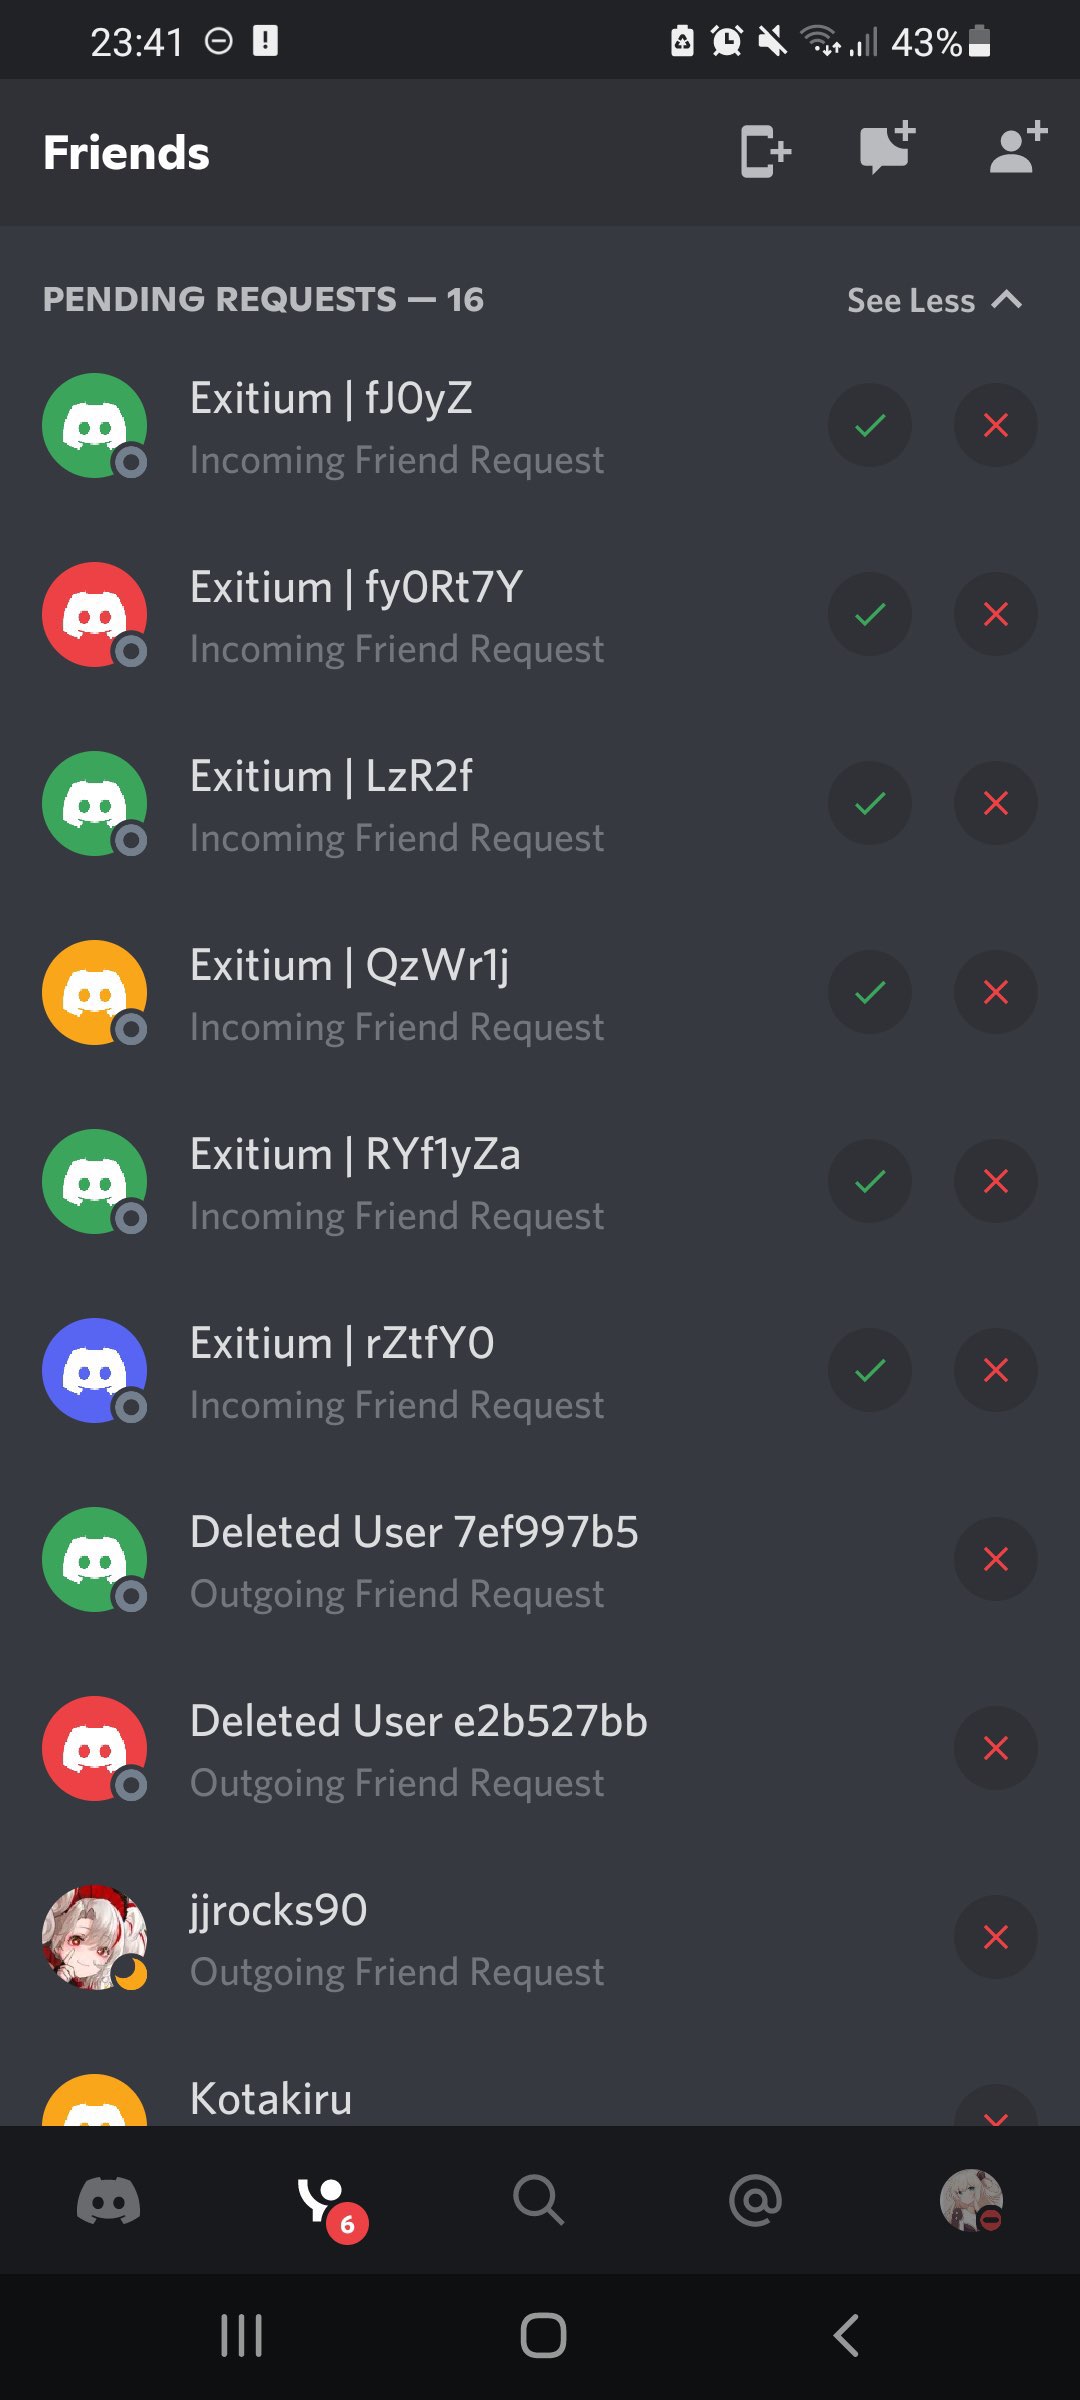 23:41
43%
Friends
PENDING REQUESTS — 16
See Less
Exitium | fJ0yZ
Incoming Friend Request
Exitium | fy0Rt7Y
Incoming Friend Request
Exitium | LzR2f
Incoming Friend Request
Exitium | QzWr1j
Incoming Friend Request
Exitium | RYf1yZa
Incoming Friend Request
Exitium | rZtfY0
Incoming Friend Request
Deleted User 7ef997b5
Outgoing Friend Request
Deleted User e2b527bb
Outgoing Friend Request
jjrocks90
Outgoing Friend Request
Kotakiru
6